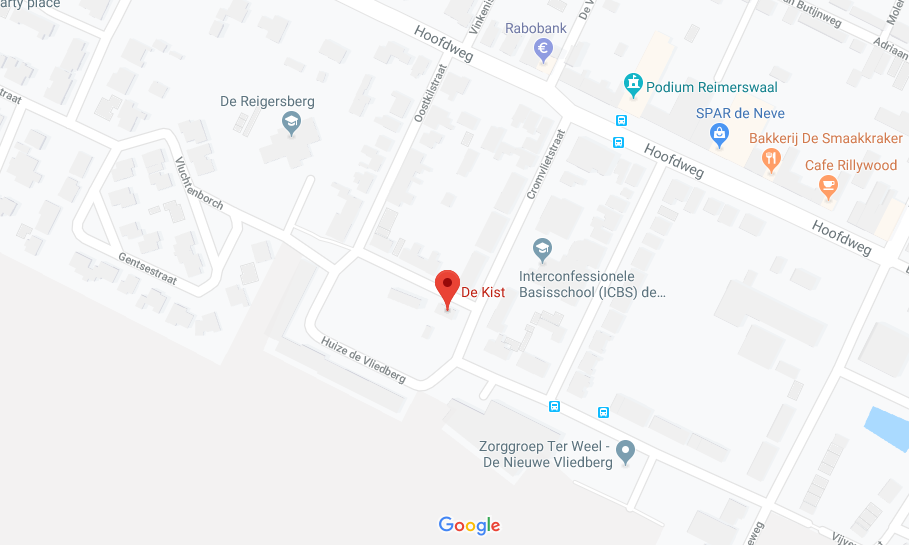 arty place
Vinkenis
De V
an Butijnweg
Molen
Adriaan
Hoofdweg
Rabobank
Oostkilstraat
Podium Reimerswaal
De Reigersberg
SPAR de Neve
Bakkerij De Smaakkraker
Cafe Rillywood
straat
Vluchtenborch
Cromvlietstraat
Hoofdweg
Hoofdweg
Gentsestraat
Interconfessionele
Basisschool (ICBS) de…
De Kist
Huize de Vliedberg
Zorggroep Ter Weel -
De Nieuwe Vliedberg
Google
eweg
Vijve